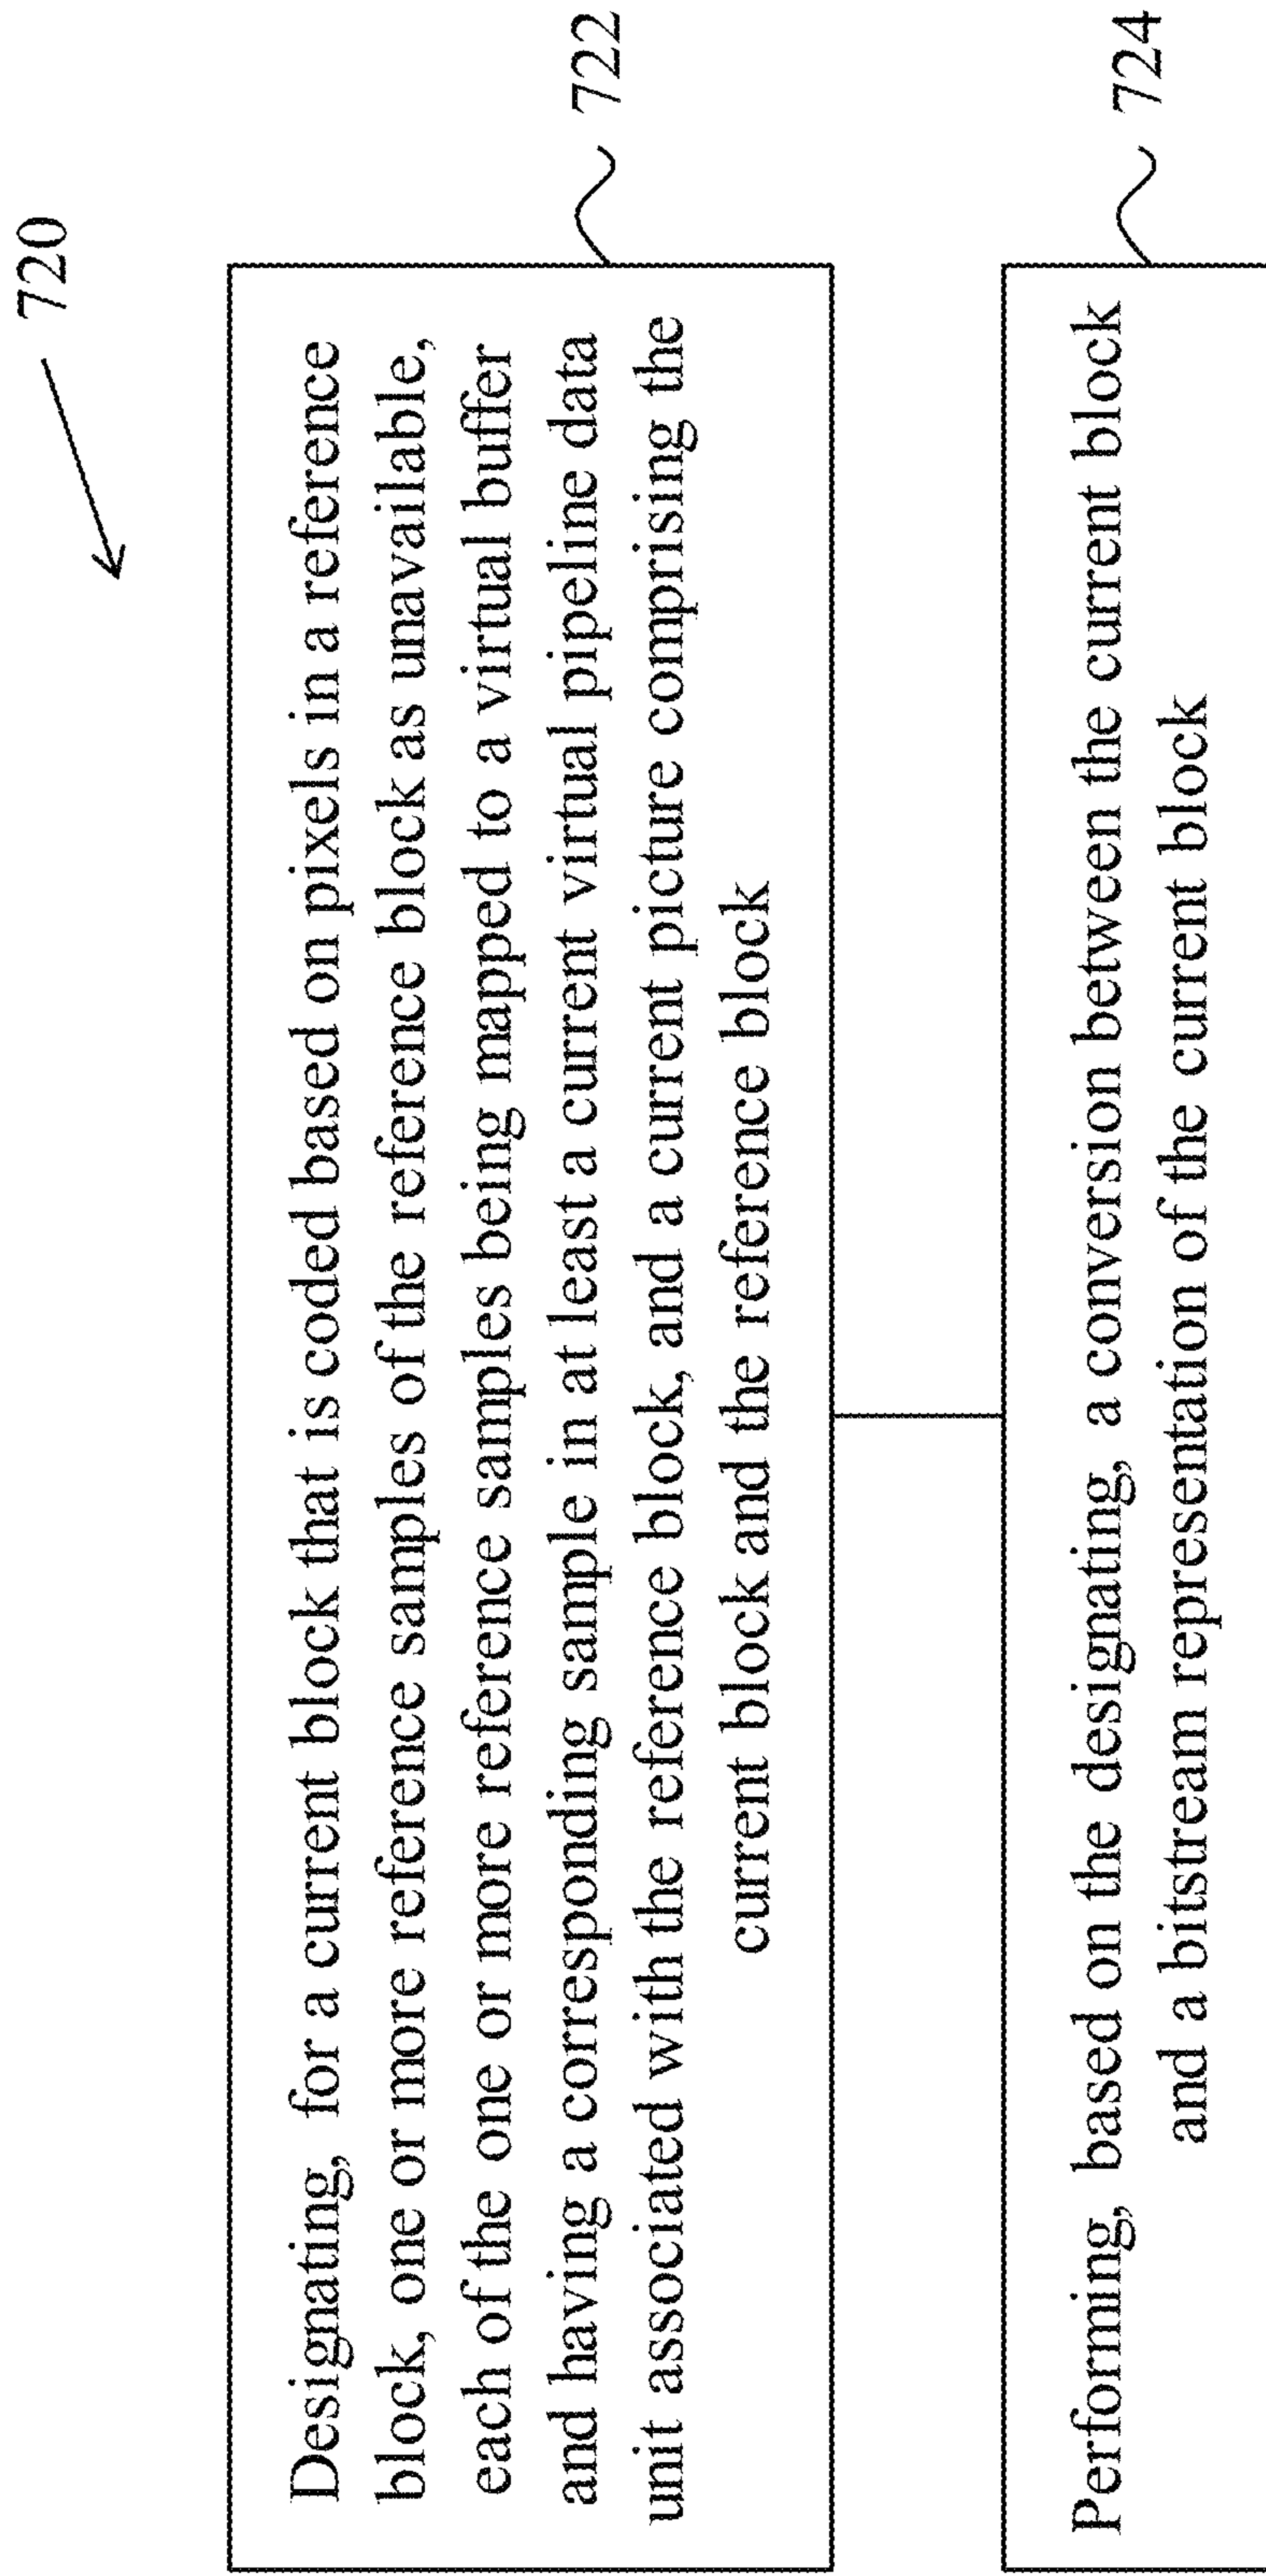 720
Designating, for a current block that is coded based on pixels in a reference
block, one or more reference samples of the reference block as unavailable,
each of the one or more reference samples being mapped to a virtual buffer
and having a corresponding sample in at least a current virtual pipeline data
unit associated with the reference block, and a current picture comprising the
current block and the reference block
722
Performing, based on the designating, a conversion between the current block
and a bitstream representation of the current block
724